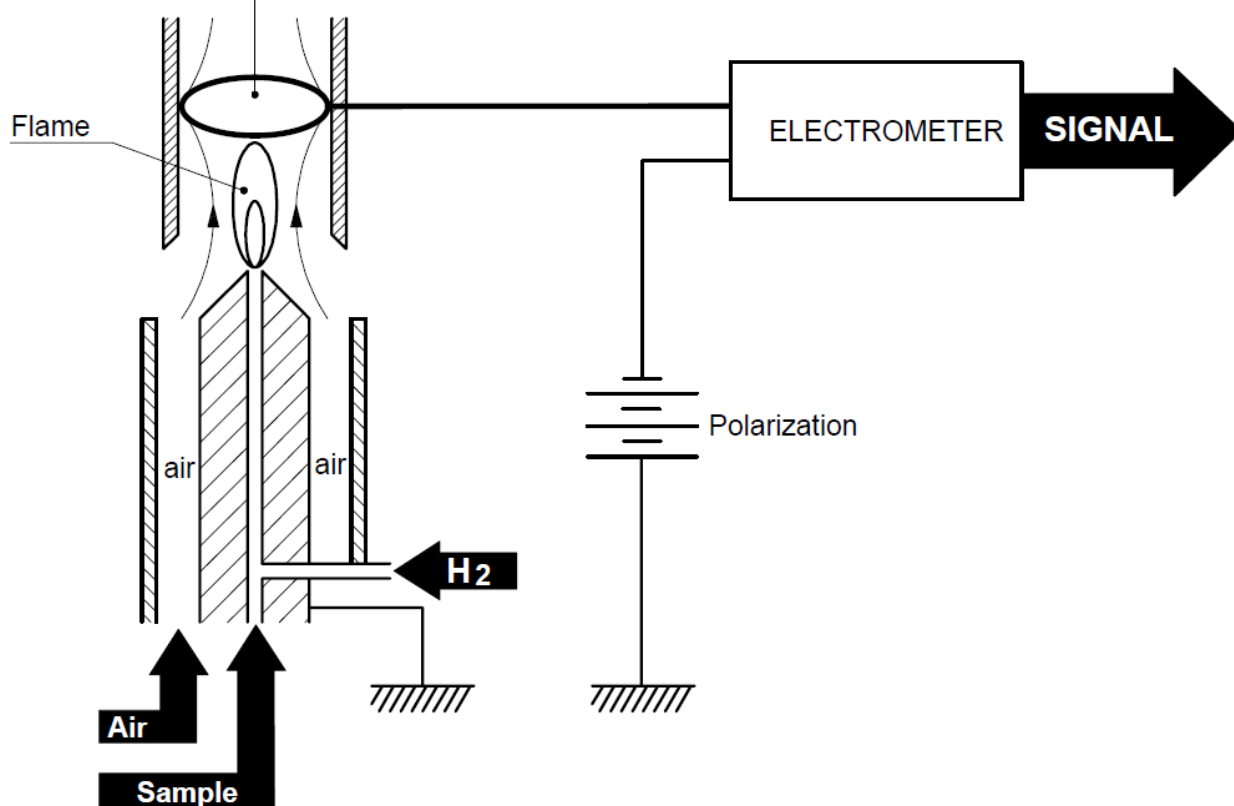 Flame
ELECTROMETER
SIGNAL
Polarization
air
air
H2
Air
Sample